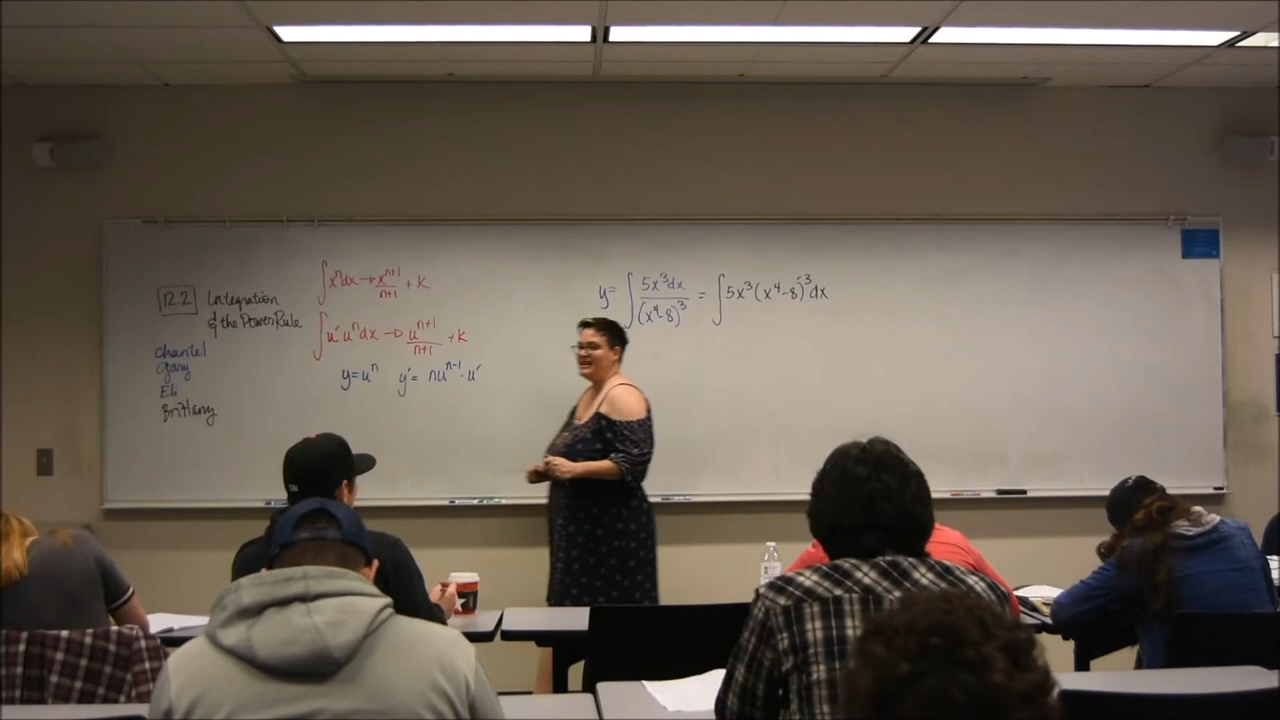 12.2 Integration
& the Power Rule
Chantel
Gary
Eli
Brittany
∫xⁿdx → xⁿ⁺¹/n+1 + K
∫u' uⁿdx → uⁿ⁺¹/n+1 + K
y=uⁿ y'= nuⁿ⁻¹·u'
y= ∫ 5x³dx/(x⁴-8)³ = ∫5x³(x⁴-8)⁻³dx